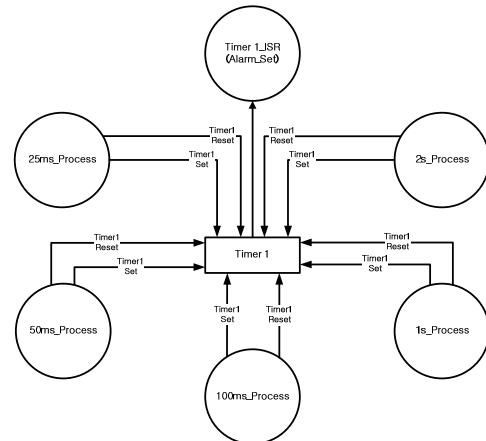 Timer 1_ISR
(Alarm_Set)
25ms_Process
Timer1
Reset
Timer1
Set
Timer1
Reset
Timer1
Set
2s_Process
Timer 1
Timer1
Reset
Timer1
Set
50ms_Process
Timer1
Reset
Timer1
Set
1s_Process
Timer1
Set
Timer1
Reset
100ms_Process